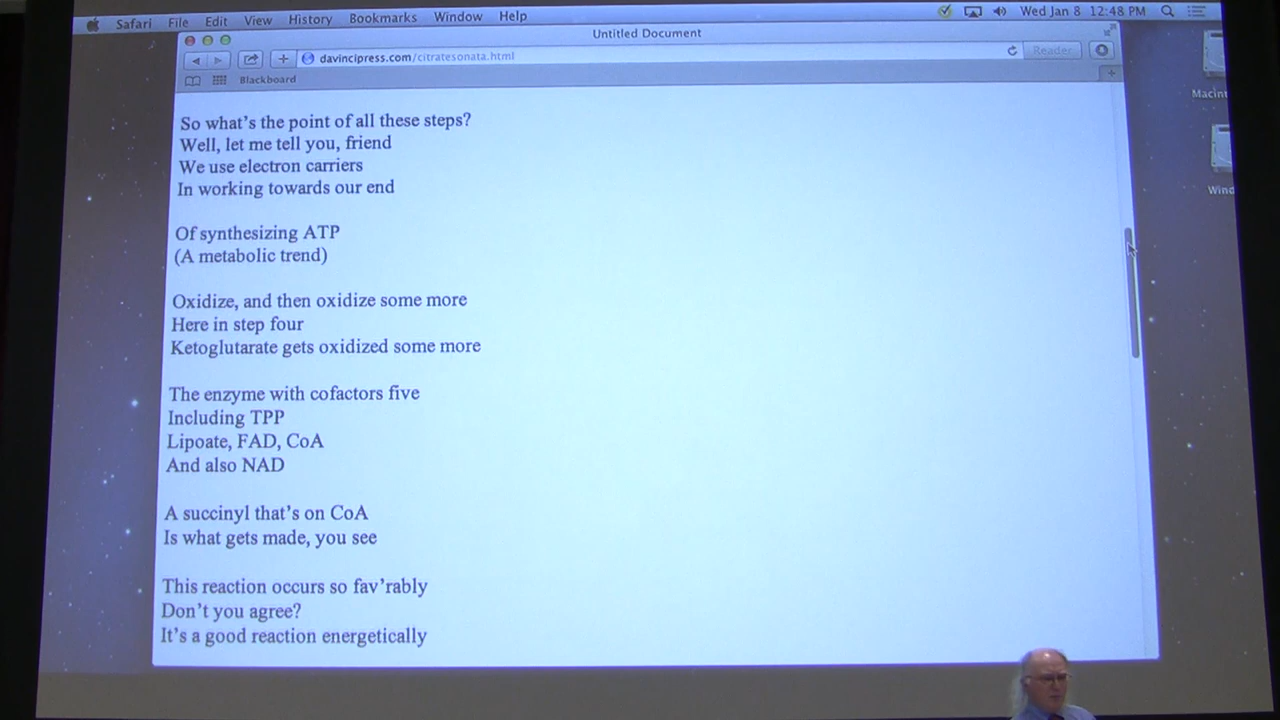 Safari File Edit View History Bookmarks Window Help
Wed Jan 8 12:48 PM
Untitled Document
davincipress.com/citratesonata.html
Reader
Blackboard
Macint
Wind
So what's the point of all these steps?
Well, let me tell you, friend
We use electron carriers
In working towards our end
Of synthesizing ATP
(A metabolic trend)
Oxidize, and then oxidize some more
Here in step four
Ketoglutarate gets oxidized some more
The enzyme with cofactors five
Including TPP
Lipoate, FAD, CoA
And also NAD
A succinyl that's on CoA
Is what gets made, you see
This reaction occurs so fav'rably
Don't you agree?
It's a good reaction energetically